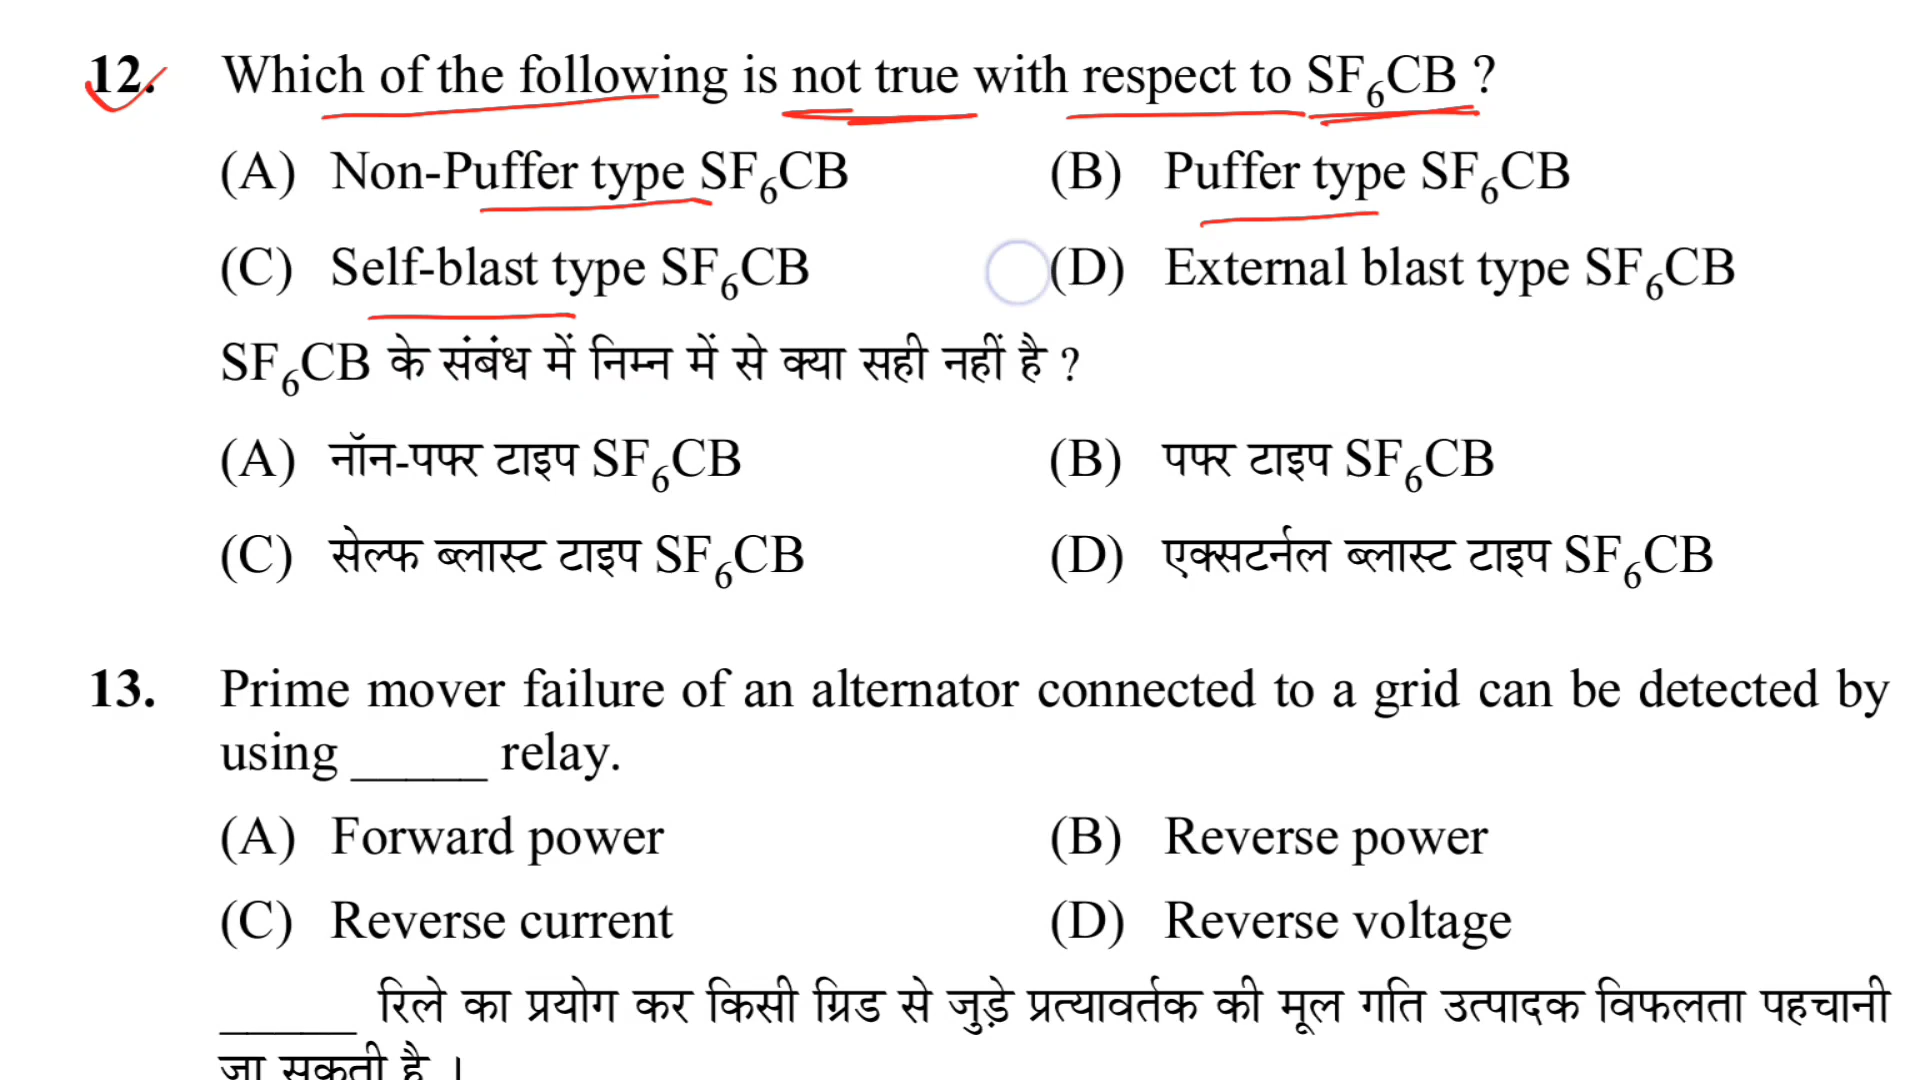 12. Which of the following is not true with respect to SF₆CB ?
(A) Non-Puffer type SF₆CB (B) Puffer type SF₆CB
(C) Self-blast type SF₆CB (D) External blast type SF₆CB
SF₆CB के संबंध में निम्न में से क्या सही नहीं है ?
(A) नॉन-पफ्र टाइप SF₆CB (B) पफ्र टाइप SF₆CB
(C) सेल्फ ब्लास्ट टाइप SF₆CB (D) एक्सटर्नल ब्लास्ट टाइप SF₆CB
13. Prime mover failure of an alternator connected to a grid can be detected by
using _____ relay.
(A) Forward power (B) Reverse power
(C) Reverse current (D) Reverse voltage
_____ रिले का प्रयोग कर किसी ग्रिड से जुड़े प्रत्यावर्तक की मूल गति उत्पादक विफलता पहचानी
जा सकती है ।